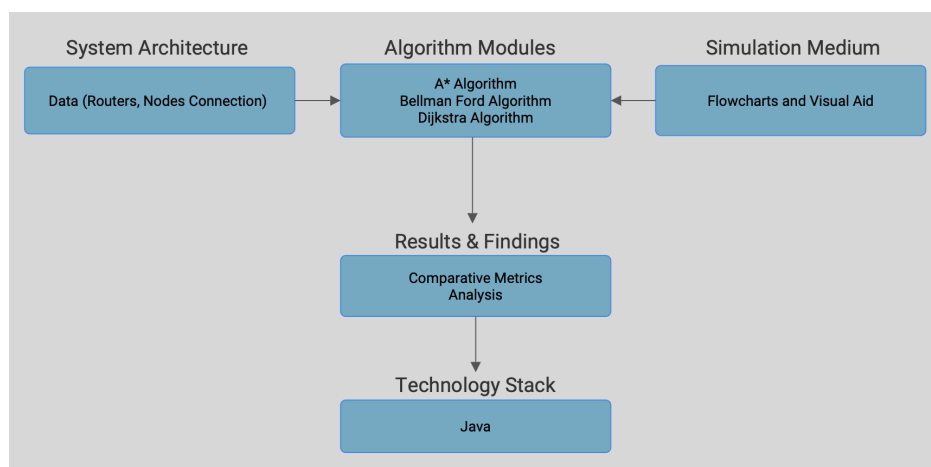 System Architecture
Data (Routers, Nodes Connection)
Algorithm Modules
A* Algorithm
Bellman Ford Algorithm
Dijkstra Algorithm
Simulation Medium
Flowcharts and Visual Aid
Results & Findings
Comparative Metrics
Analysis
Technology Stack
Java